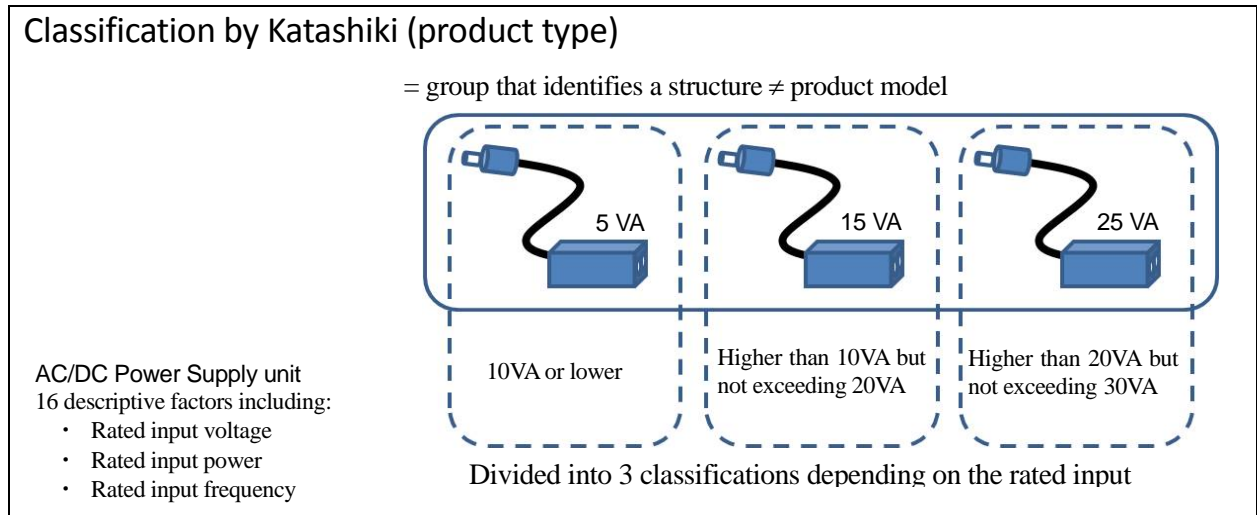 Classification by Katashiki (product type)
= group that identifies a structure ≠ product model
5 VA
15 VA
25 VA
10VA or lower
Higher than 10VA but
not exceeding 20VA
Higher than 20VA but
not exceeding 30VA
AC/DC Power Supply unit
16 descriptive factors including:
・ Rated input voltage
・ Rated input power
・ Rated input frequency
Divided into 3 classifications depending on the rated input